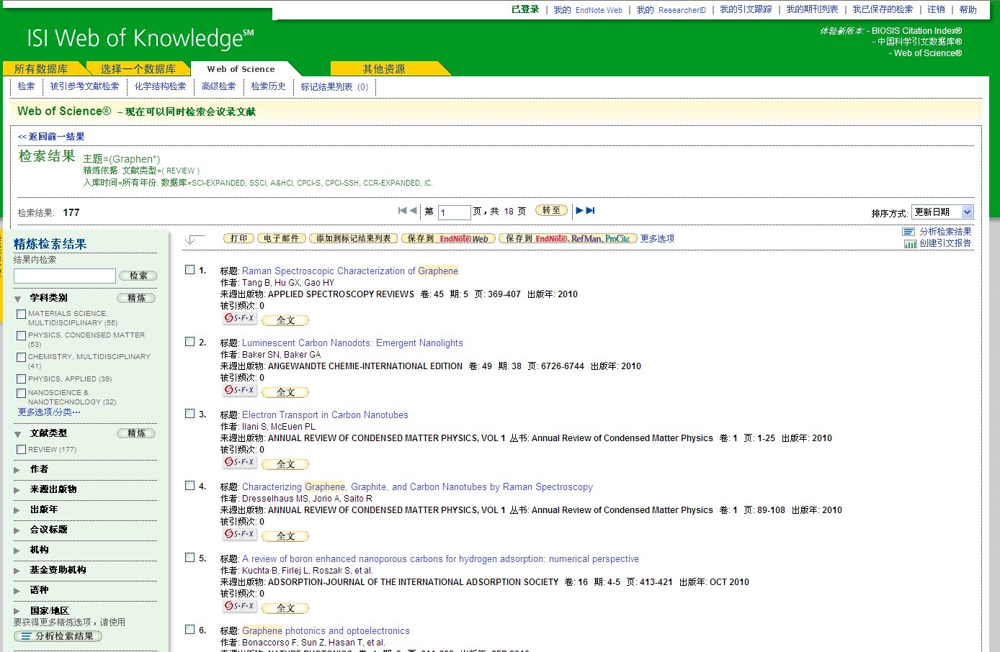 已登录 | 我的 EndNote Web | 我的 ResearcherID | 我的引文跟踪 | 我的期刊列表 | 我已保存的检索 | 注销 | 帮助
ISI Web of Knowledge℠
体验新版本: - BIOSIS Citation Index®
- 中国科学引文数据库®
- Web of Science®
所有数据库 选择一个数据库 Web of Science 其他资源
检索 被引参考文献检索 化学结构检索 高级检索 检索历史 标记结果列表 (0)
Web of Science® – 现在可以同时检索会议录文献
<< 返回前一结果
检索结果 主题=(Graphen*)
精炼依据: 文献类型=( REVIEW )
入库时间=所有年份. 数据库=SCI-EXPANDED, SSCI, A&HCI, CPCI-S, CPCI-SSH, CCR-EXPANDED, IC.
检索结果: 177
第 1 页，共 18 页 转至
排序方式: 更新日期
精炼检索结果
结果内检索
检索
学科类别 精炼
MATERIALS SCIENCE,
MULTIDISCIPLINARY (55)
PHYSICS, CONDENSED MATTER
(53)
CHEMISTRY, MULTIDISCIPLINARY
(41)
PHYSICS, APPLIED (39)
NANOSCIENCE &
NANOTECHNOLOGY (32)
更多选项/分类…
文献类型 精炼
REVIEW (177)
作者
来源出版物
出版年
会议标题
机构
基金资助机构
语种
国家/地区
要获得更多精炼选项，请使用
分析检索结果
打印 电子邮件 添加到标记结果列表 保存到 EndNote Web 保存到 EndNote, RefMan, ProCite 更多选项
分析检索结果
创建引文报告
1. 标题: Raman Spectroscopic Characterization of Graphene
作者: Tang B, Hu GX, Gao HY
来源出版物: APPLIED SPECTROSCOPY REVIEWS 卷: 45 期: 5 页: 369-407 出版年: 2010
被引频次: 0
S·F·X 全文
2. 标题: Luminescent Carbon Nanodots: Emergent Nanolights
作者: Baker SN, Baker GA
来源出版物: ANGEWANDTE CHEMIE-INTERNATIONAL EDITION 卷: 49 期: 38 页: 6726-6744 出版年: 2010
被引频次: 0
S·F·X 全文
3. 标题: Electron Transport in Carbon Nanotubes
作者: Ilani S, McEuen PL
来源出版物: ANNUAL REVIEW OF CONDENSED MATTER PHYSICS, VOL 1 丛书: Annual Review of Condensed Matter Physics 卷: 1 页: 1-25 出版年: 2010
被引频次: 0
S·F·X 全文
4. 标题: Characterizing Graphene, Graphite, and Carbon Nanotubes by Raman Spectroscopy
作者: Dresselhaus MS, Jorio A, Saito R
来源出版物: ANNUAL REVIEW OF CONDENSED MATTER PHYSICS, VOL 1 丛书: Annual Review of Condensed Matter Physics 卷: 1 页: 89-108 出版年: 2010
被引频次: 0
S·F·X 全文
5. 标题: A review of boron enhanced nanoporous carbons for hydrogen adsorption: numerical perspective
作者: Kuchta B, Firlej L, Roszak S, et al.
来源出版物: ADSORPTION-JOURNAL OF THE INTERNATIONAL ADSORPTION SOCIETY 卷: 16 期: 4-5 页: 413-421 出版年: OCT 2010
被引频次: 0
S·F·X 全文
6. 标题: Graphene photonics and optoelectronics
作者: Bonaccorso F, Sun Z, Hasan T, et al.